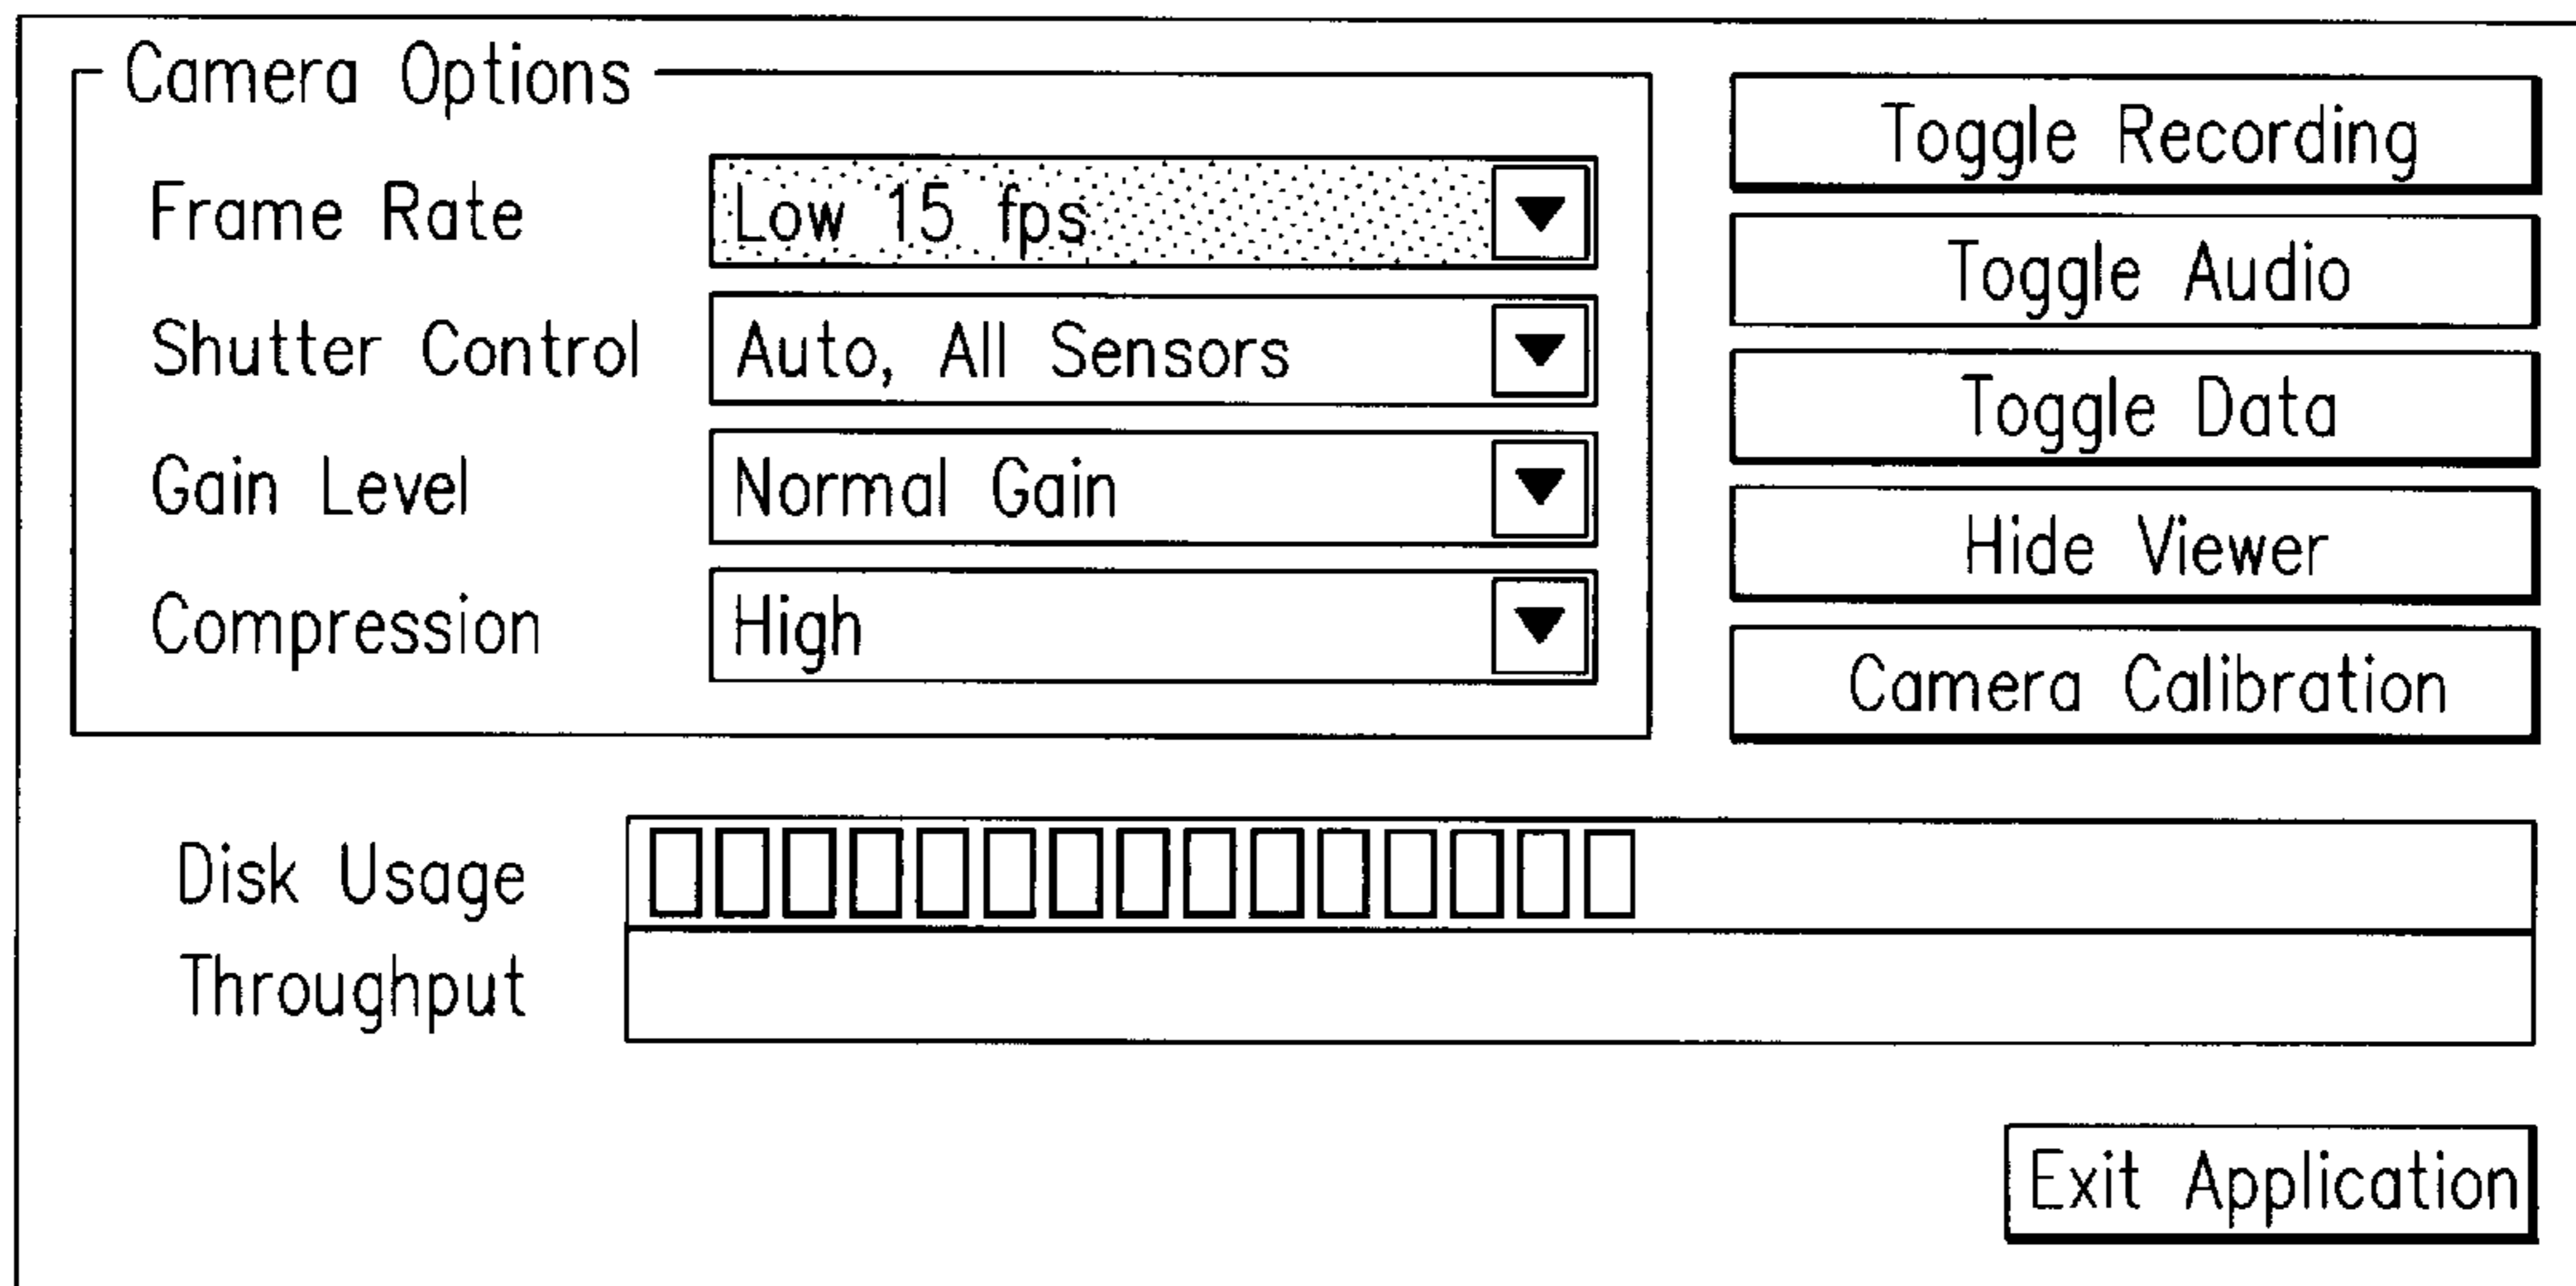 Camera Options
Frame Rate Low 15 fps
Shutter Control Auto, All Sensors
Gain Level Normal Gain
Compression High
Toggle Recording
Toggle Audio
Toggle Data
Hide Viewer
Camera Calibration
Disk Usage
Throughput
Exit Application